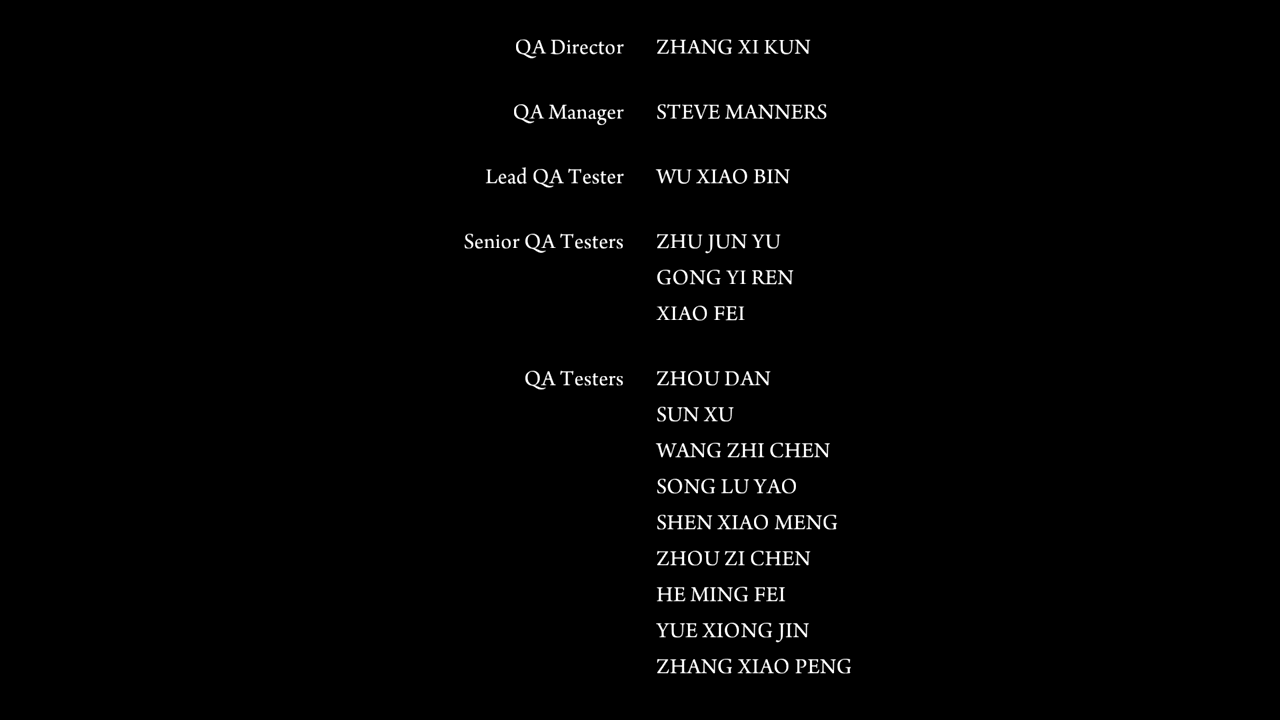 QA Director ZHANG XI KUN
QA Manager STEVE MANNERS
Lead QA Tester WU XIAO BIN
Senior QA Testers ZHU JUN YU
GONG YI REN
XIAO FEI
QA Testers ZHOU DAN
SUN XU
WANG ZHI CHEN
SONG LU YAO
SHEN XIAO MENG
ZHOU ZI CHEN
HE MING FEI
YUE XIONG JIN
ZHANG XIAO PENG